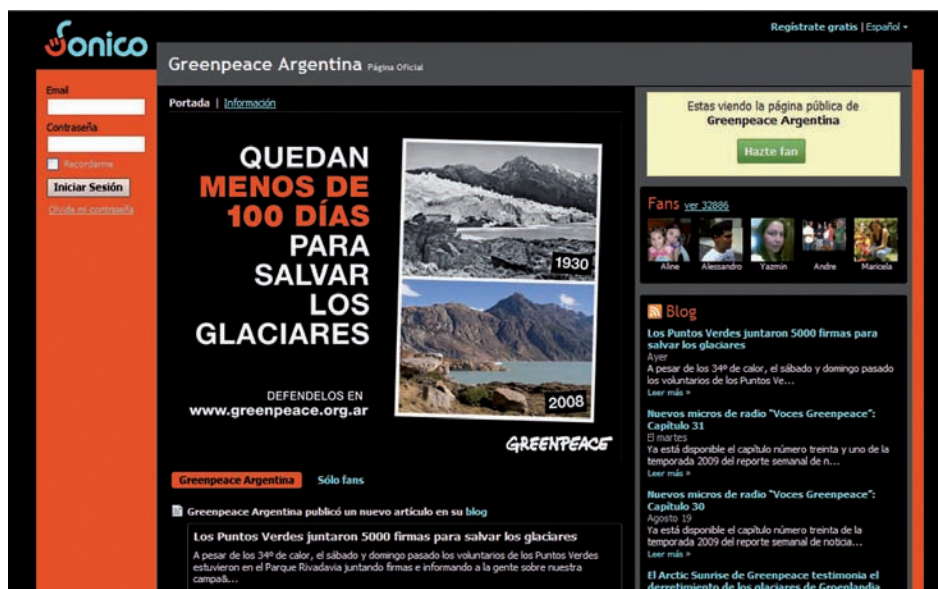 Sonico
Regístrate gratis | Español
Greenpeace Argentina Página Oficial
Email
Contraseña
Recordarme
Iniciar Sesión
Olvide mi contraseña
Portada | Información
QUEDAN
MENOS DE
100 DÍAS
PARA
SALVAR
LOS
GLACIARES
DEFENDELOS EN
www.greenpeace.org.ar
1930
2008
GREENPEACE
Greenpeace Argentina Sólo fans
Greenpeace Argentina publicó un nuevo artículo en su blog
Los Puntos Verdes juntaron 5000 firmas para salvar los glaciares
A pesar de los 34º de calor, el sábado y domingo pasado los voluntarios de los Puntos Verdes
estuvieron en el Parque Rivadavia juntando firmas e informando a la gente sobre nuestra
campañ...
Estas viendo la página pública de
Greenpeace Argentina
Hazte fan
Fans ver 32886
Aline Alessandro Yazmin Andre Maricela
Blog
Los Puntos Verdes juntaron 5000 firmas para
salvar los glaciares
Ayer
A pesar de los 34º de calor, el sábado y domingo pasado
los voluntarios de los Puntos Ve...
Leer más »
Nuevos micros de radio "Voces Greenpeace":
Capítulo 31
El martes
Ya está disponible el capítulo número treinta y uno de la
temporada 2009 del reporte semanal de n...
Leer más »
Nuevos micros de radio "Voces Greenpeace":
Capítulo 30
Agosto 19
Ya está disponible el capítulo número treinta de la
temporada 2009 del reporte semanal de noticia...
Leer más »
El Arctic Sunrise de Greenpeace testimonia el
derretimiento de los glaciares de Groenlandia